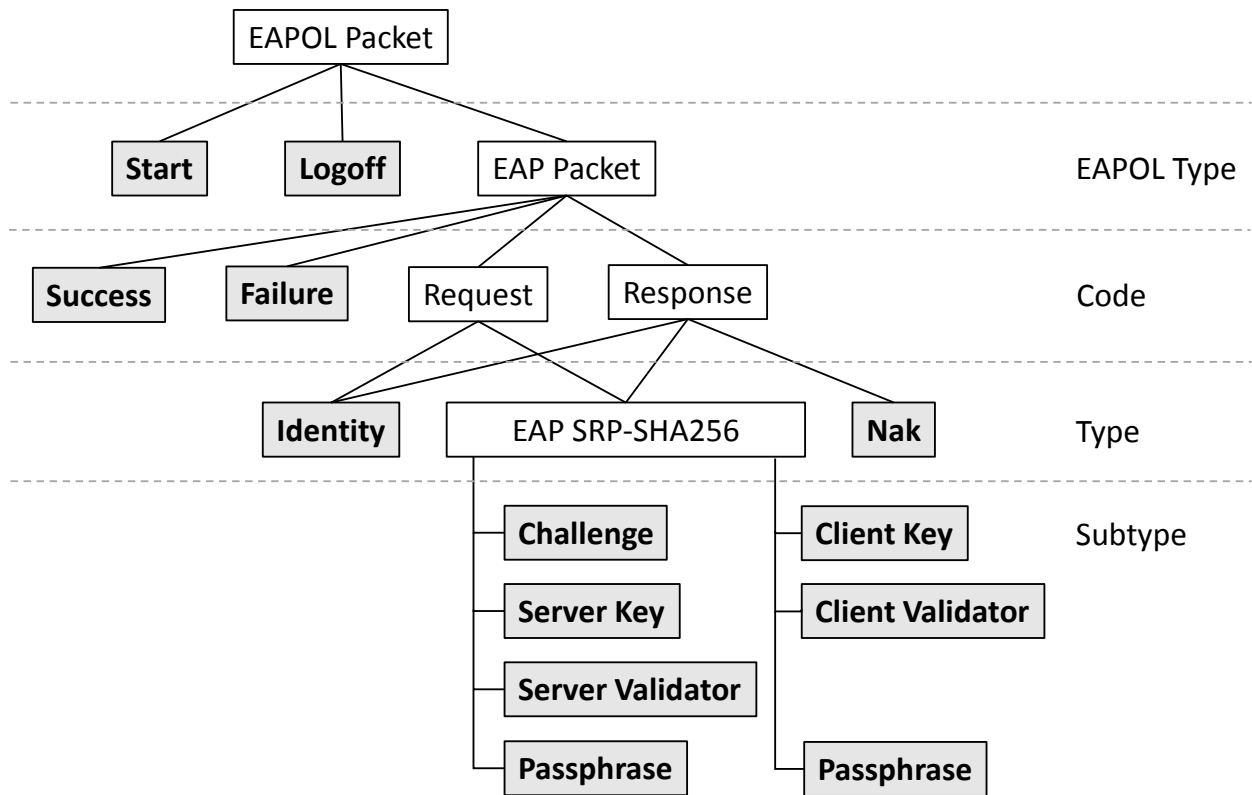 EAPOL Packet
Start
Logoff
EAP Packet
EAPOL Type
Success
Failure
Request
Response
Code
Identity
EAP SRP-SHA256
Nak
Type
Challenge
Client Key
Subtype
Server Key
Client Validator
Server Validator
Passphrase
Passphrase